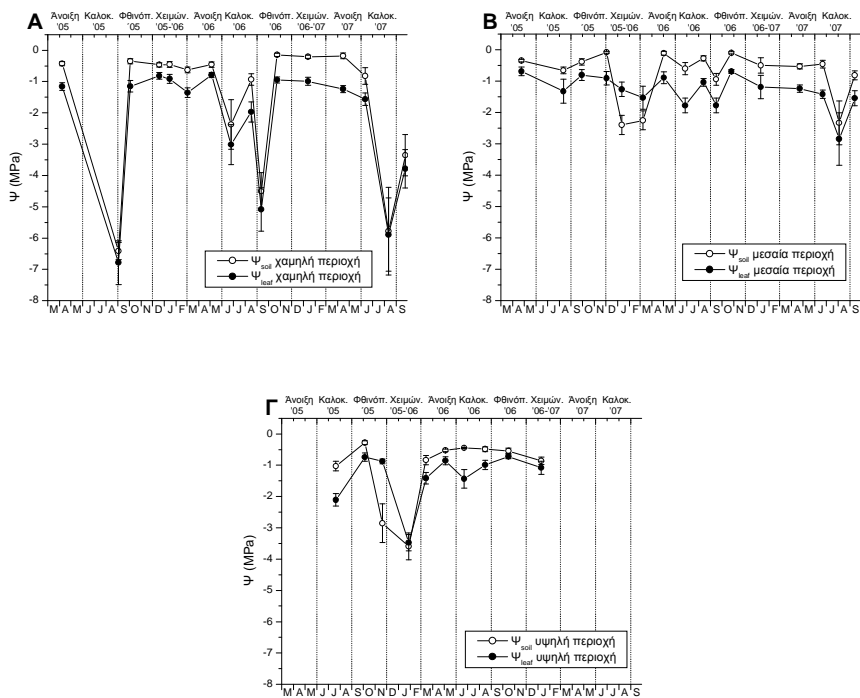 Α
Άνοιξη Καλοκ. Φθινόπ. Χειμών. Άνοιξη Καλοκ. Φθινόπ. Χειμών. Άνοιξη Καλοκ.
'05 '05 '05 '05-'06 '06 '06 '06 '06-'07 '07 '07
0
-1
-2
-3
-4
-5
-6
-7
-8
Ψ (MPa)
Ψsoil χαμηλή περιοχή
Ψleaf χαμηλή περιοχή
M A M J J A S O N D J F M A M J J A S O N D J F M A M J J A S
Β
Άνοιξη Καλοκ. Φθινόπ. Χειμών. Άνοιξη Καλοκ. Φθινόπ. Χειμών. Άνοιξη Καλοκ.
'05 '05 '05 '05-'06 '06 '06 '06 '06-'07 '07 '07
0
-1
-2
-3
-4
-5
-6
-7
-8
Ψ (MPa)
Ψsoil μεσαία περιοχή
Ψleaf μεσαία περιοχή
M A M J J A S O N D J F M A M J J A S O N D J F M A M J J A S
Γ
Άνοιξη Καλοκ. Φθινόπ. Χειμών. Άνοιξη Καλοκ. Φθινόπ. Χειμών. Άνοιξη Καλοκ.
'05 '05 '05 '05-'06 '06 '06 '06 '06-'07 '07 '07
0
-1
-2
-3
-4
-5
-6
-7
-8
Ψ (MPa)
Ψsoil υψηλή περιοχή
Ψleaf υψηλή περιοχή
M A M J J A S O N D J F M A M J J A S O N D J F M A M J J A S